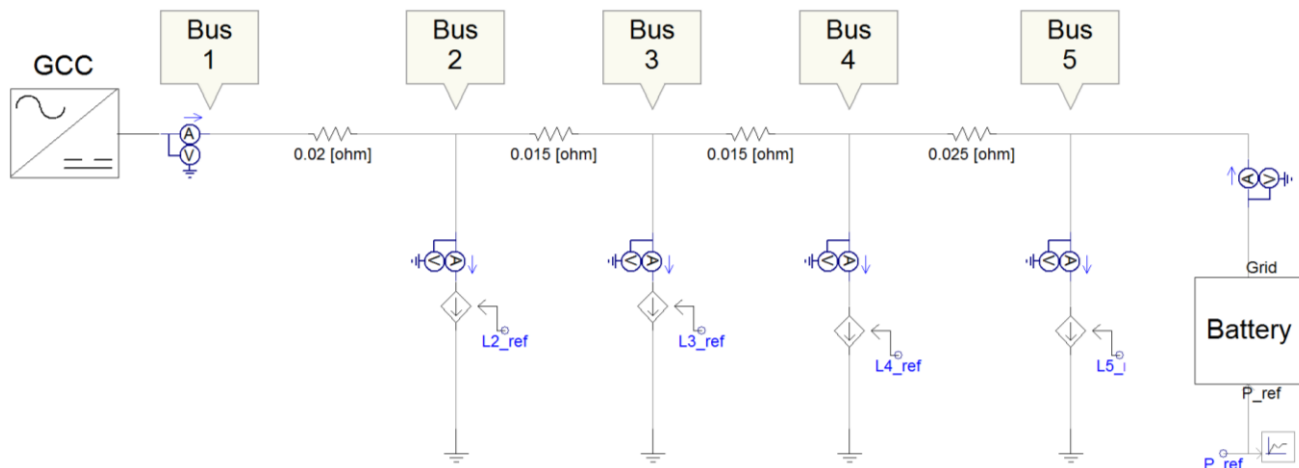 GCC
Bus
1
Bus
2
Bus
3
Bus
4
Bus
5
A
V
0.02 [ohm]
0.015 [ohm]
0.015 [ohm]
0.025 [ohm]
A
V
V
A
V
A
V
A
V
A
L2_ref
L3_ref
L4_ref
L5_
Grid
Battery
P_ref
P_ref